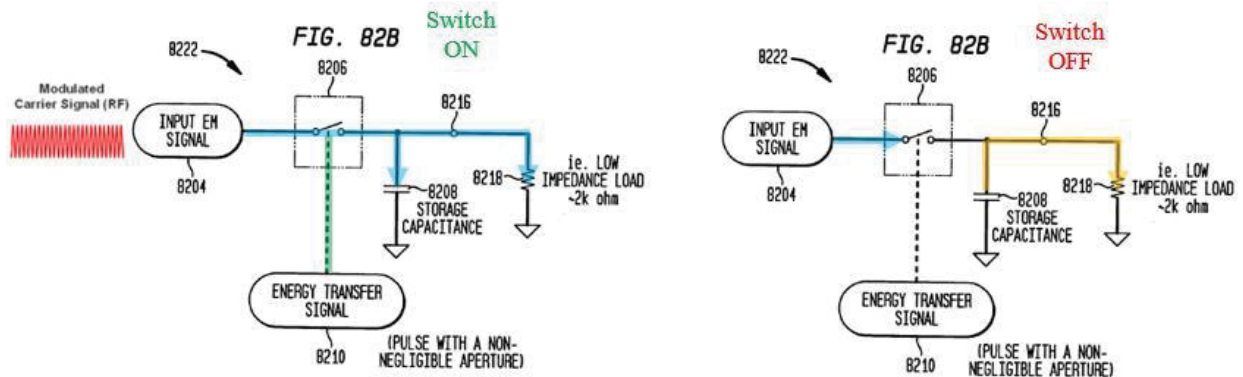 FIG. 82B
Switch
ON
8222
8206
Modulated
Carrier Signal (RF)
INPUT EM
SIGNAL
8204
8216
8208
STORAGE
CAPACITANCE
8218
ie. LOW
IMPEDANCE LOAD
~2k ohm
ENERGY TRANSFER
SIGNAL
8210
(PULSE WITH A NON-
NEGLIGIBLE APERTURE)
FIG. 82B
Switch
OFF
8222
8206
INPUT EM
SIGNAL
8204
8216
8208
STORAGE
CAPACITANCE
8218
ie. LOW
IMPEDANCE LOAD
~2k ohm
ENERGY TRANSFER
SIGNAL
8210
(PULSE WITH A NON-
NEGLIGIBLE APERTURE)